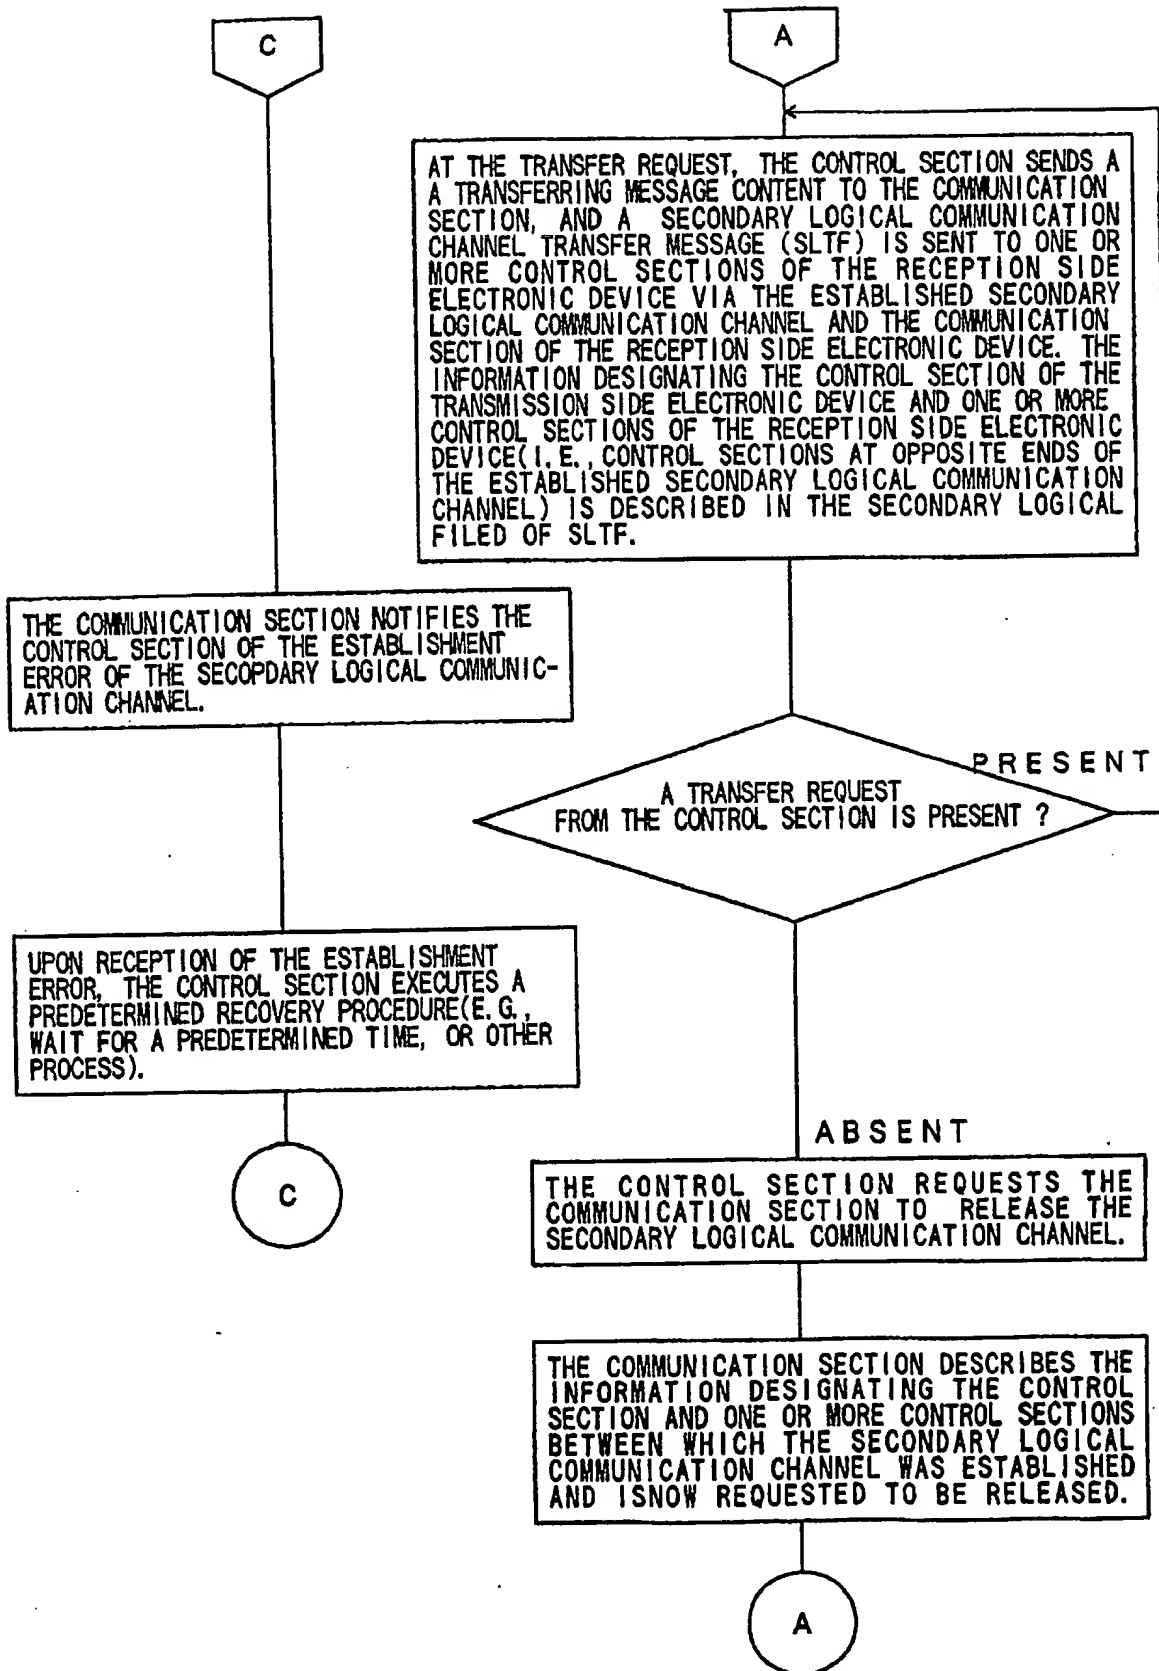 C
THE COMMUNICATION SECTION NOTIFIES THE
CONTROL SECTION OF THE ESTABLISHMENT
ERROR OF THE SECOPDARY LOGICAL COMMUNIC-
ATION CHANNEL.
UPON RECEPTION OF THE ESTABLISHMENT
ERROR, THE CONTROL SECTION EXECUTES A
PREDETERMINED RECOVERY PROCEDURE(E.G.,
WAIT FOR A PREDETERMINED TIME, OR OTHER
PROCESS).
C
A
AT THE TRANSFER REQUEST, THE CONTROL SECTION SENDS A
A TRANSFERRING MESSAGE CONTENT TO THE COMMUNICATION
SECTION, AND A SECONDARY LOGICAL COMMUNICATION
CHANNEL TRANSFER MESSAGE (SLTF) IS SENT TO ONE OR
MORE CONTROL SECTIONS OF THE RECEPTION SIDE
ELECTRONIC DEVICE VIA THE ESTABLISHED SECONDARY
LOGICAL COMMUNICATION CHANNEL AND THE COMMUNICATION
SECTION OF THE RECEPTION SIDE ELECTRONIC DEVICE. THE
INFORMATION DESIGNATING THE CONTROL SECTION OF THE
TRANSMISSION SIDE ELECTRONIC DEVICE AND ONE OR MORE
CONTROL SECTIONS OF THE RECEPTION SIDE ELECTRONIC
DEVICE(I.E., CONTROL SECTIONS AT OPPOSITE ENDS OF
THE ESTABLISHED SECONDARY LOGICAL COMMUNICATION
CHANNEL) IS DESCRIBED IN THE SECONDARY LOGICAL
FILED OF SLTF.
PRESENT
A TRANSFER REQUEST
FROM THE CONTROL SECTION IS PRESENT ?
ABSENT
THE CONTROL SECTION REQUESTS THE
COMMUNICATION SECTION TO RELEASE THE
SECONDARY LOGICAL COMMUNICATION CHANNEL.
THE COMMUNICATION SECTION DESCRIBES THE
INFORMATION DESIGNATING THE CONTROL
SECTION AND ONE OR MORE CONTROL SECTIONS
BETWEEN WHICH THE SECONDARY LOGICAL
COMMUNICATION CHANNEL WAS ESTABLISHED
AND ISNOW REQUESTED TO BE RELEASED.
A